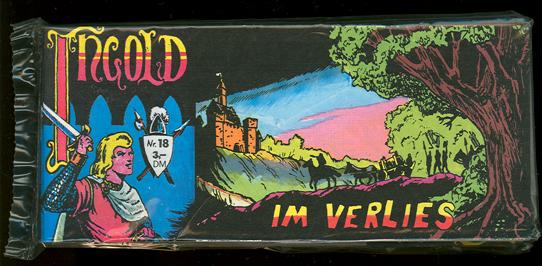 INGOLD
Nr. 18
3,–
DM
IM VERLIES